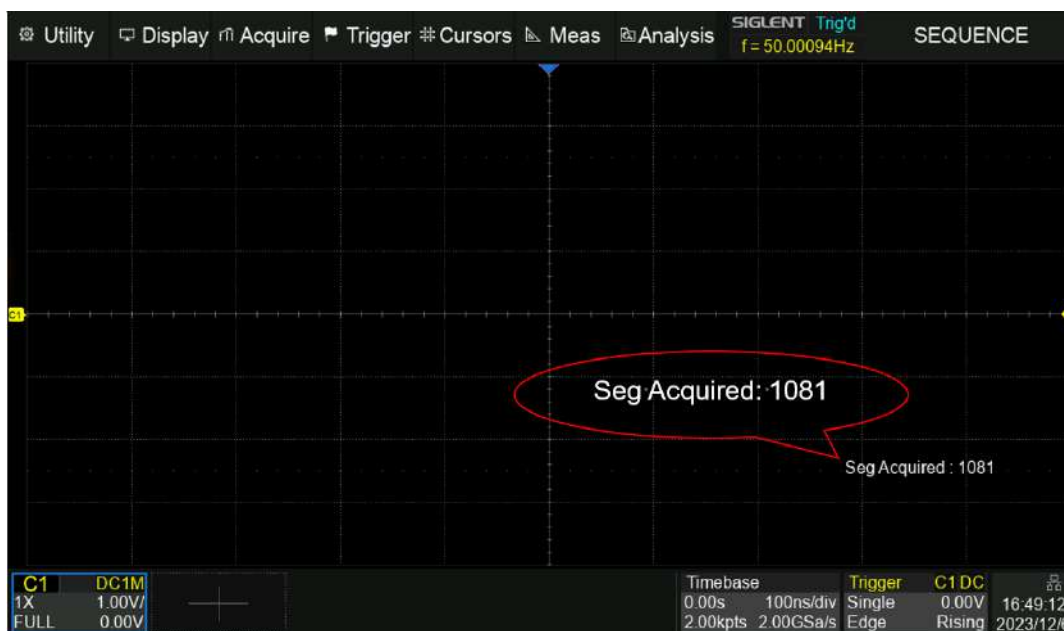 Utility Display Acquire Trigger Cursors Meas Analysis SIGLENT Trig'd SEQUENCE
f = 50.00094Hz
C1
Seg Acquired: 1081
Seg Acquired : 1081
C1 DC1M Timebase Trigger C1 DC
1X 1.00V/ 0.00s 100ns/div Single 0.00V 16:49:12
FULL 0.00V 2.00kpts 2.00GSa/s Edge Rising 2023/12/